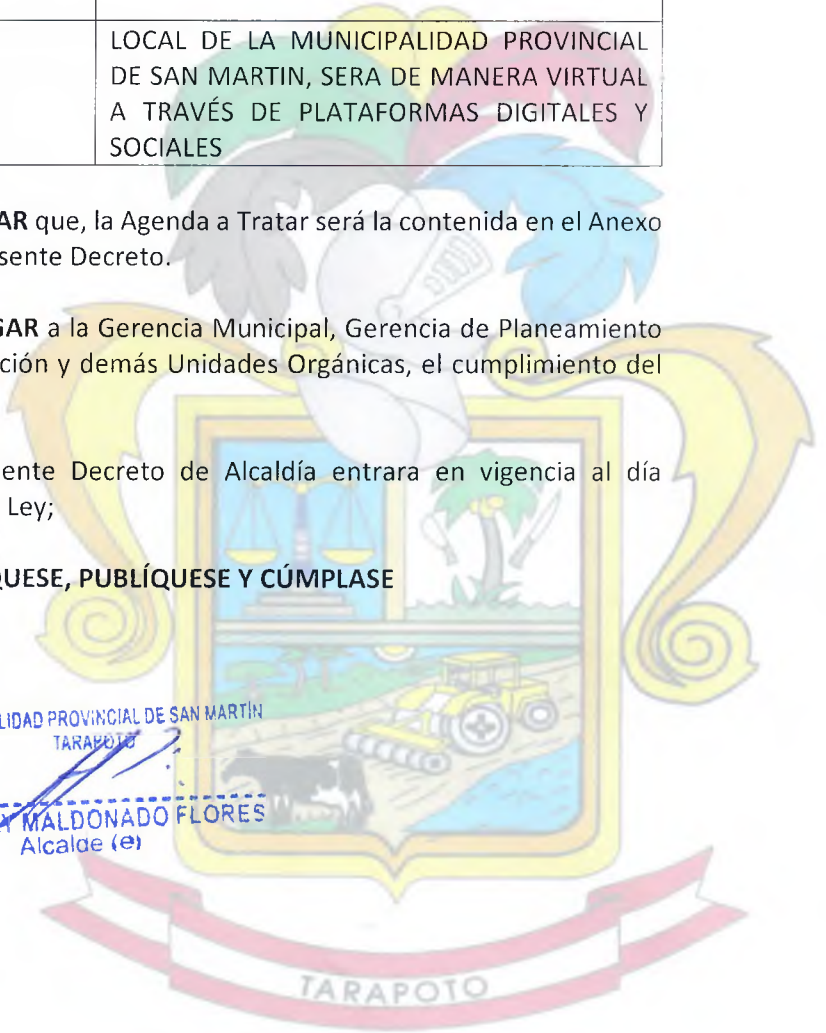 LOCAL DE LA MUNICIPALIDAD PROVINCIAL
DE SAN MARTIN, SERA DE MANERA VIRTUAL
A TRAVÉS DE PLATAFORMAS DIGITALES Y
SOCIALES
AR que, la Agenda a Tratar será la contenida en el Anexo
sente Decreto.
GAR a la Gerencia Municipal, Gerencia de Planeamiento
ción y demás Unidades Orgánicas, el cumplimiento del
ente Decreto de Alcaldía entrara en vigencia al día
Ley;
QUESE, PUBLÍQUESE Y CÚMPLASE
LIDAD PROVINCIAL DE SAN MARTÍN
TARAPOTO
Y MALDONADO FLORES
Alcalde (e)
TARAPOTO